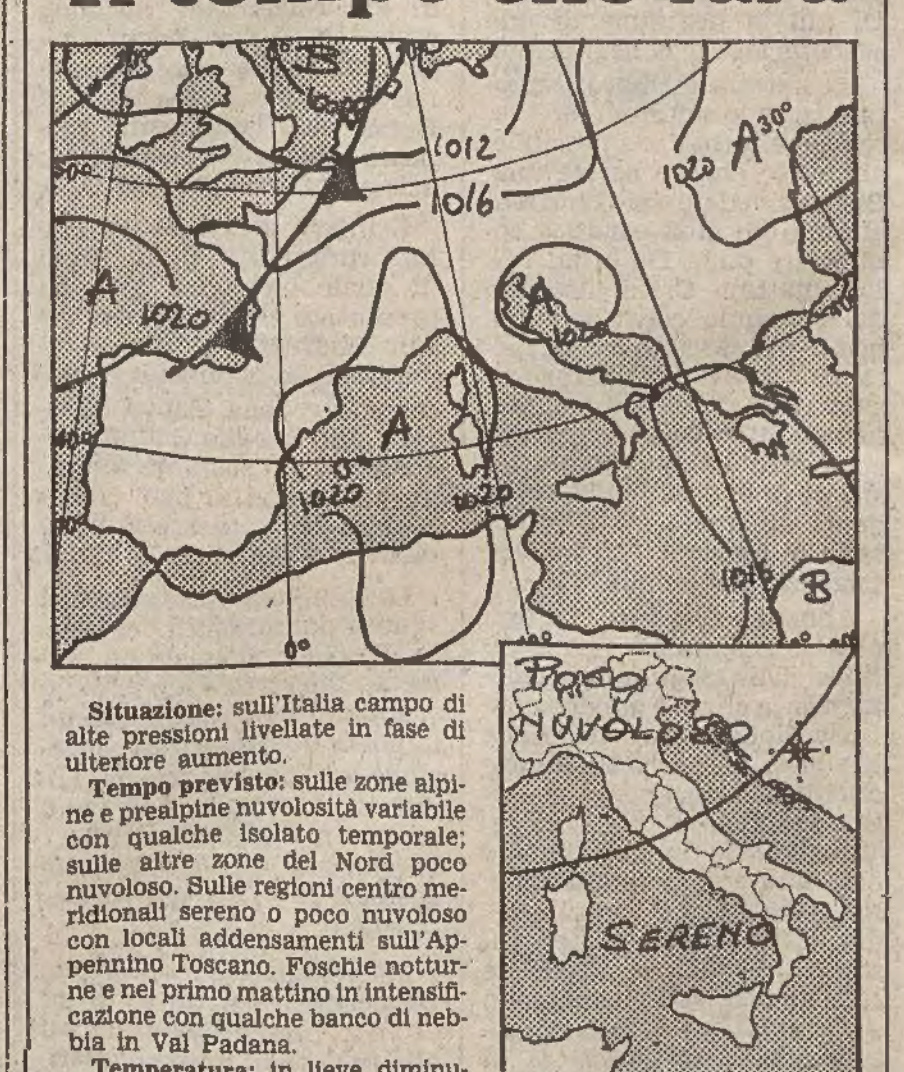 Il tempo che farà
B
1012
1016
1020 A 30°
A
1020
A
1020
A
1020
1020
40°
B
0°
Situazione: sull'Italia campo di
alte pressioni livellate in fase di
ulteriore aumento.
Tempo previsto: sulle zone alpi-
ne e prealpine nuvolosità variabile
con qualche isolato temporale;
sulle altre zone del Nord poco
nuvoloso. Sulle regioni centro me-
ridionali sereno o poco nuvoloso
con locali addensamenti sull'Ap-
pennino Toscano. Foschie nottur-
ne e nel primo mattino in intensifi-
cazione con qualche banco di neb-
bia in Val Padana.
Temperatura: in lieve diminu-
POCO
NUVOLOSO
SERENO